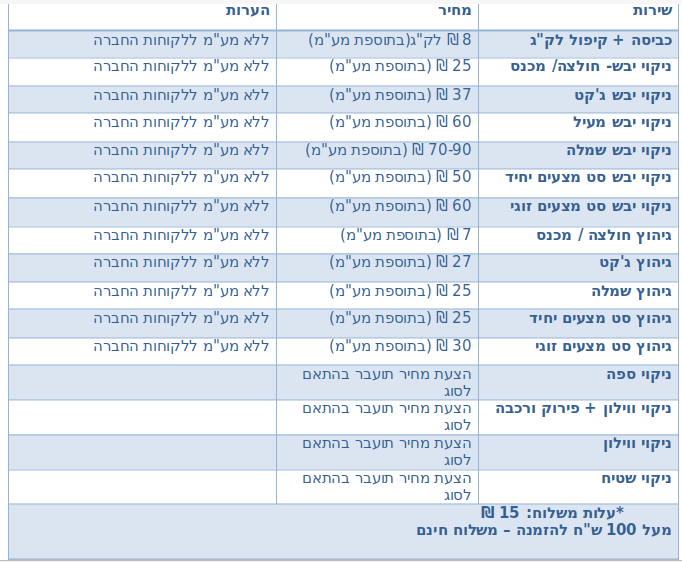 שירות מחיר הערות
כביסה + קיפול לק"ג 8 ₪ לק"ג(בתוספת מע"מ) ללא מע"מ ללקוחות החברה
ניקוי יבש- חולצה/ מכנס 25 ₪ (בתוספת מע"מ) ללא מע"מ ללקוחות החברה
ניקוי יבש ג'קט 37 ₪ (בתוספת מע"מ) ללא מע"מ ללקוחות החברה
ניקוי יבש מעיל 60 ₪ (בתוספת מע"מ) ללא מע"מ ללקוחות החברה
ניקוי יבש שמלה 70-90 ₪ (בתוספת מע"מ) ללא מע"מ ללקוחות החברה
ניקוי יבש סט מצעים יחיד 50 ₪ (בתוספת מע"מ) ללא מע"מ ללקוחות החברה
ניקוי יבש סט מצעים זוגי 60 ₪ (בתוספת מע"מ) ללא מע"מ ללקוחות החברה
גיהוץ חולצה / מכנס 7 ₪ (בתוספת מע"מ) ללא מע"מ ללקוחות החברה
גיהוץ ג'קט 27 ₪ (בתוספת מע"מ) ללא מע"מ ללקוחות החברה
גיהוץ שמלה 25 ₪ (בתוספת מע"מ) ללא מע"מ ללקוחות החברה
גיהוץ סט מצעים יחיד 25 ₪ (בתוספת מע"מ) ללא מע"מ ללקוחות החברה
גיהוץ סט מצעים זוגי 30 ₪ (בתוספת מע"מ) ללא מע"מ ללקוחות החברה
ניקוי ספה הצעת מחיר תועבר בהתאם
לסוג
ניקוי ווילון + פירוק ורכבה הצעת מחיר תועבר בהתאם
לסוג
ניקוי ווילון הצעת מחיר תועבר בהתאם
לסוג
ניקוי שטיח הצעת מחיר תועבר בהתאם
לסוג
*עלות משלוח: 15 ₪
מעל 100 ש"ח להזמנה – משלוח חינם